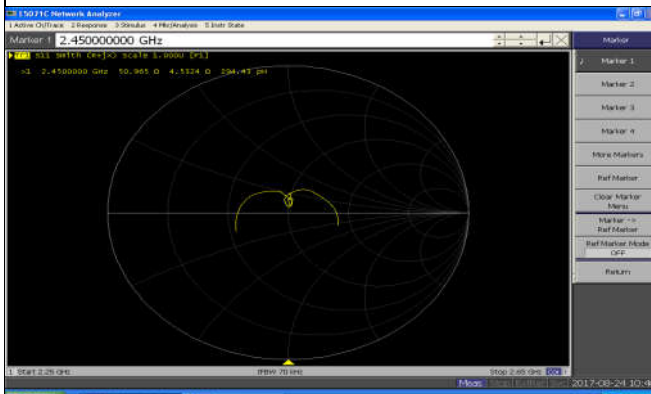 E5071C Network Analyzer
1 Active Ch/Trace 2 Response 3 Stimulus 4 Mkr/Analysis 5 Instr State
Marker 1 2.450000000 GHz
Marker
Tr1 S11 Smith (R+jX) Scale 1.000U [F1]
>1 2.4500000 GHz 50.965 Ω 4.5324 Ω 294.43 pH
Marker 1
Marker 2
Marker 3
Marker 4
More Markers
Ref Marker
Clear Marker
Menu
Marker ->
Ref Marker
Ref Marker Mode
OFF
Return
1 Start 2.25 GHz IFBW 70 kHz Stop 2.65 GHz
Meas Stop ExtRef Svc 2017-08-24 10:4